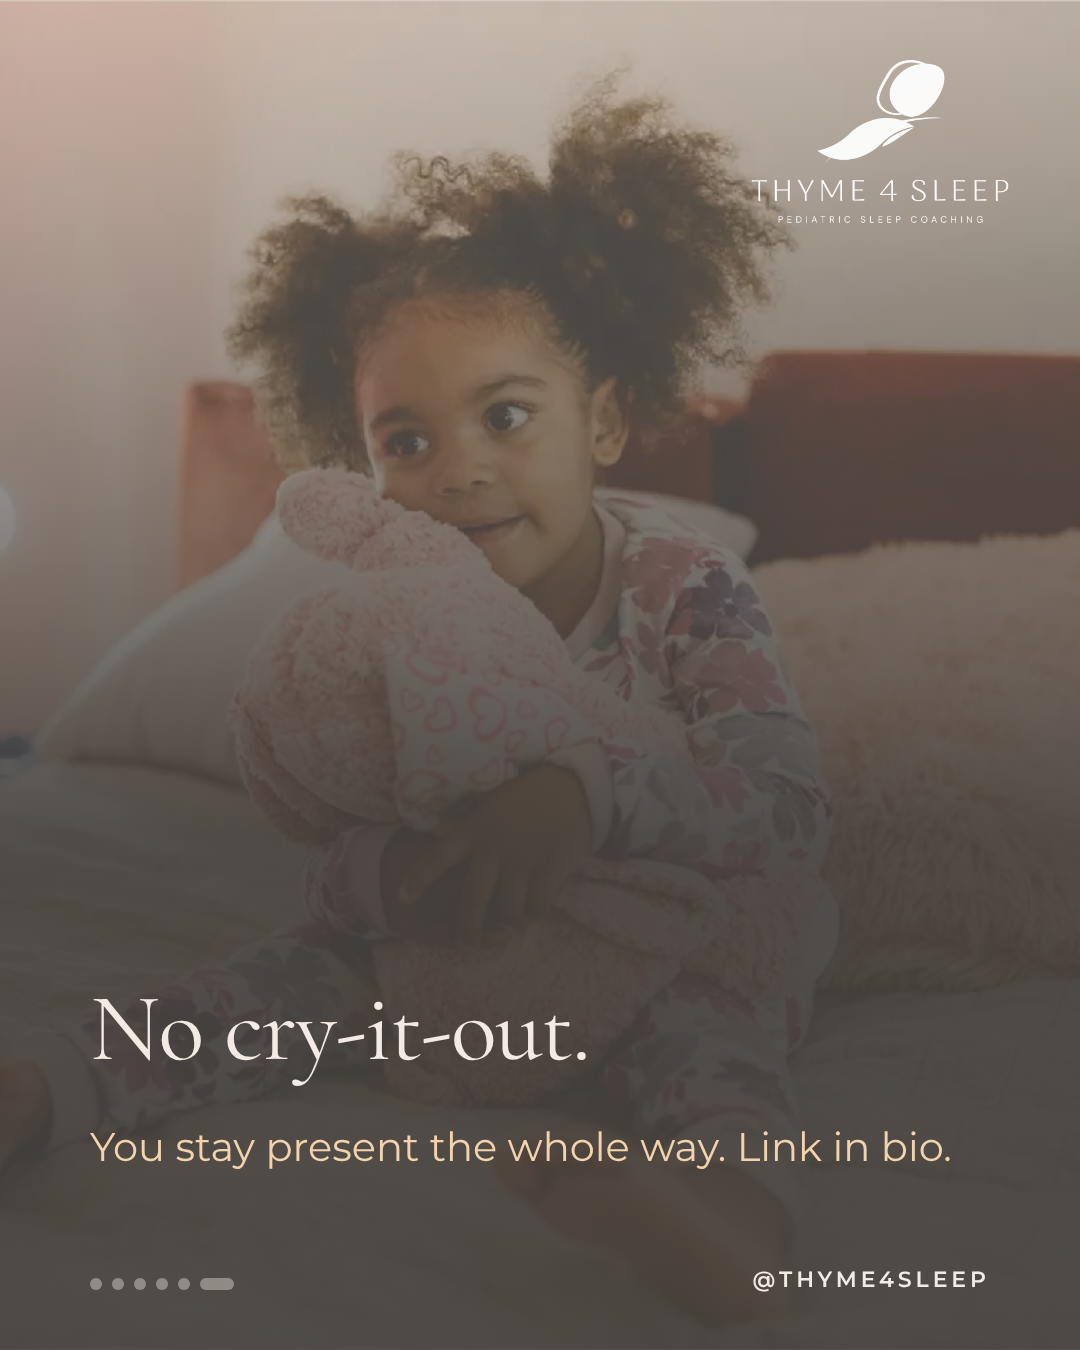 THYME 4 SLEEP
PEDIATRIC SLEEP COACHING
No cry-it-out.
You stay present the whole way. Link in bio.
@THYME4SLEEP